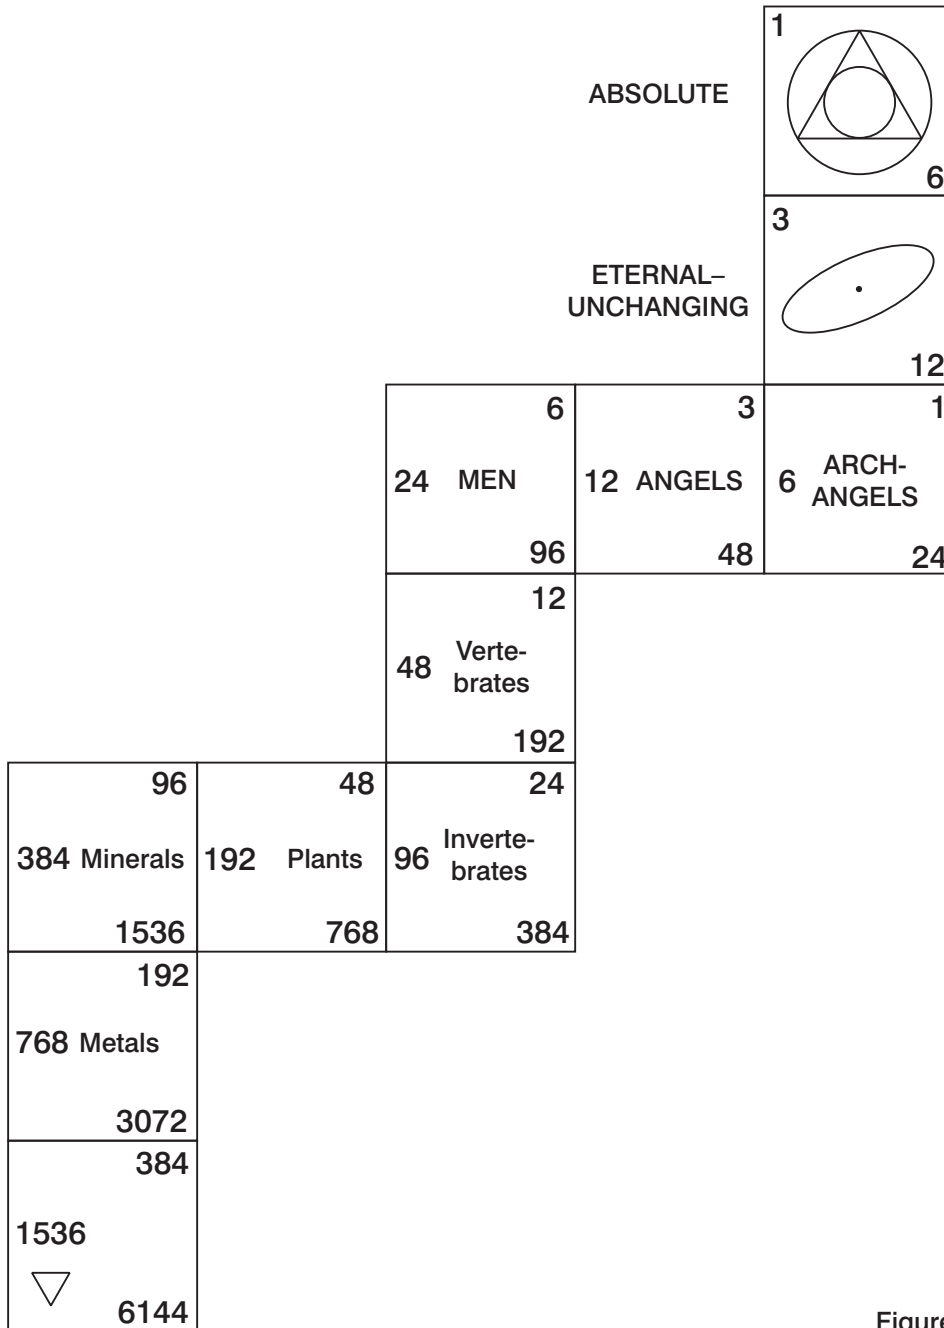 1
ABSOLUTE
6
3
ETERNAL–
UNCHANGING
12
6
24 MEN
96
3
12 ANGELS
48
1
6 ARCH-
ANGELS
24
12
48 Verte-
brates
192
96
384 Minerals
1536
48
192 Plants
768
24
96 Inverte-
brates
384
192
768 Metals
3072
384
1536
6144
Figure